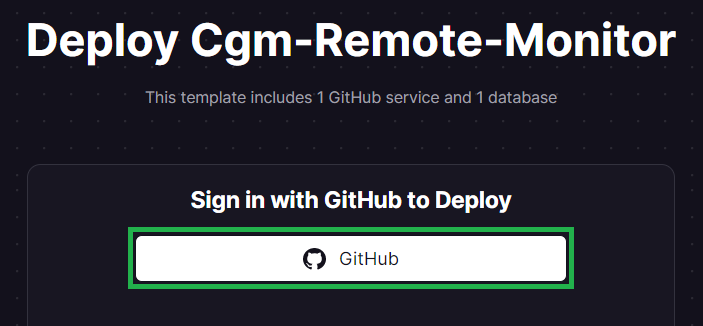 Deploy Cgm-Remote-Monitor
This template includes 1 GitHub service and 1 database
Sign in with GitHub to Deploy
GitHub